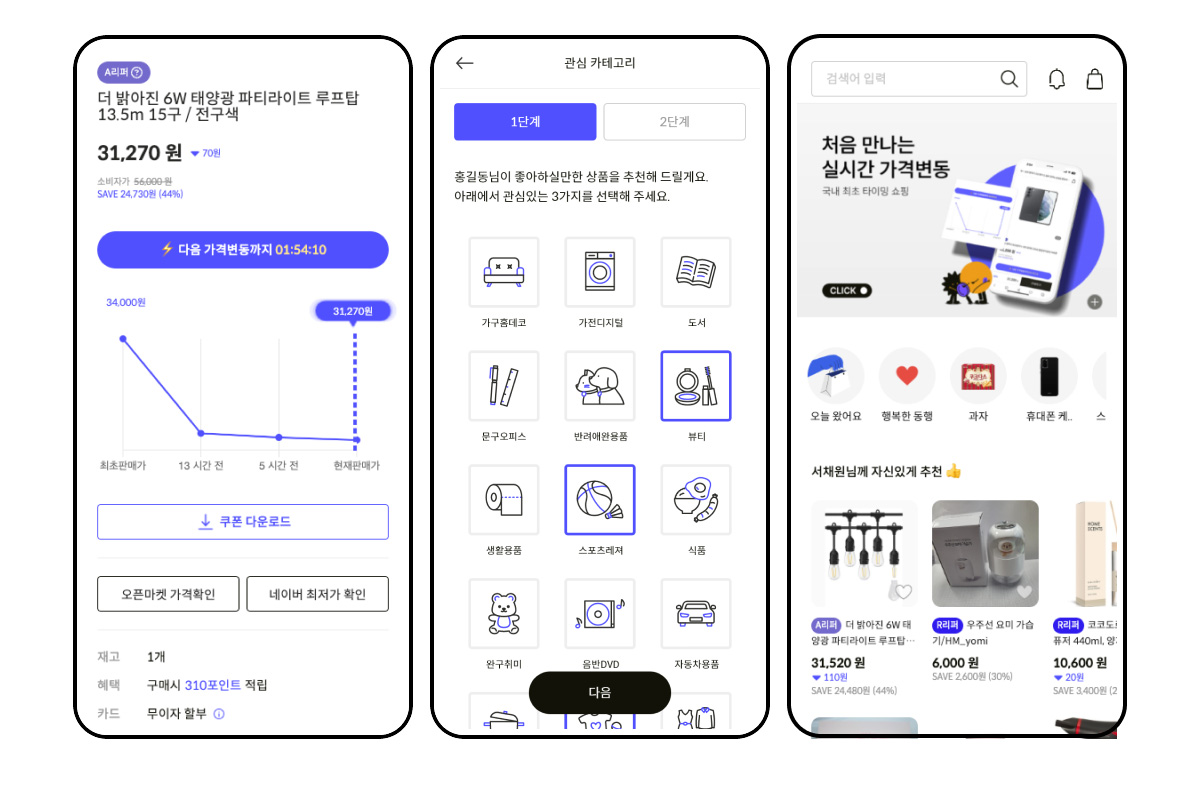 A리퍼 ?
더 밝아진 6W 태양광 파티라이트 루프탑
13.5m 15구 / 전구색
31,270 원 70원
소비자가 56,000 원
SAVE 24,730원 (44%)
다음 가격변동까지 01:54:10
34,000원
31,270원
최초판매가 13 시간 전 5 시간 전 현재판매가
쿠폰 다운로드
오픈마켓 가격확인 네이버 최저가 확인
재고 1개
혜택 구매시 310포인트 적립
카드 무이자 할부
관심 카테고리
1단계 2단계
홍길동님이 좋아하실만한 상품을 추천해 드릴게요.
아래에서 관심있는 3가지를 선택해 주세요.
가구홈데코 가전디지털 도서
문구오피스 반려애완용품 뷰티
생활용품 스포츠레져 식품
완구취미 음반DVD 자동차용품
다음
검색어 입력
처음 만나는
실시간 가격변동
국내 최초 타이밍 쇼핑
CLICK
오늘 왔어요 행복한 동행 과자 휴대폰 케.. 스
서채원님께 자신있게 추천
A리퍼 더 밝아진 6W 태
양광 파티라이트 루프탑…
31,520 원
110원
SAVE 24,480원 (44%)
R리퍼 우주선 요미 가습
기/HM_yomi
6,000 원
SAVE 2,600원 (30%)
R리퍼 코코도르
퓨저 440ml,
10,600 원
20원
SAVE 3,400원 (2